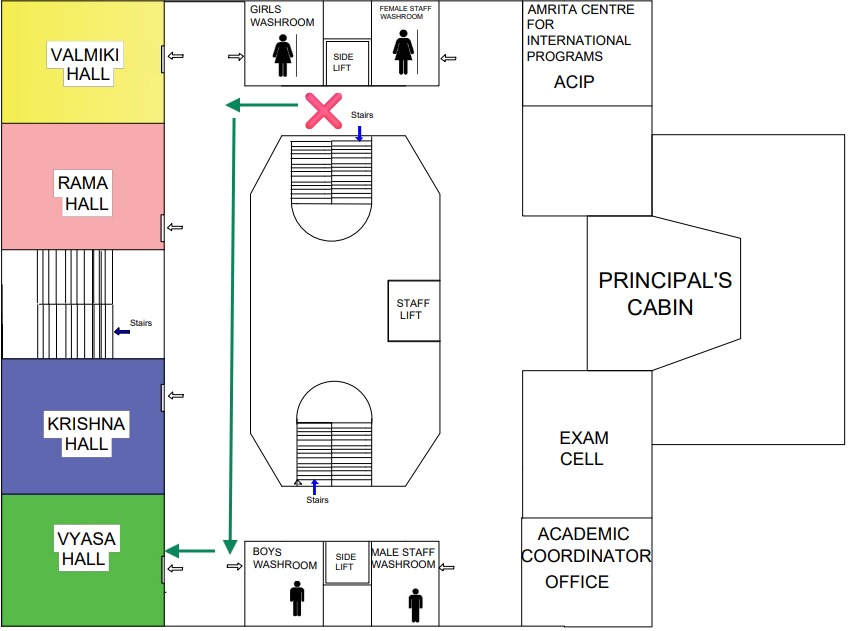 VALMIKI
HALL
GIRLS
WASHROOM
SIDE
LIFT
FEMALE STAFF
WASHROOM
AMRITA CENTRE
FOR
INTERNATIONAL
PROGRAMS
ACIP
Stairs
RAMA
HALL
STAFF
LIFT
PRINCIPAL'S
CABIN
Stairs
KRISHNA
HALL
EXAM
CELL
Stairs
VYASA
HALL
BOYS
WASHROOM
SIDE
LIFT
MALE STAFF
WASHROOM
ACADEMIC
COORDINATOR
OFFICE